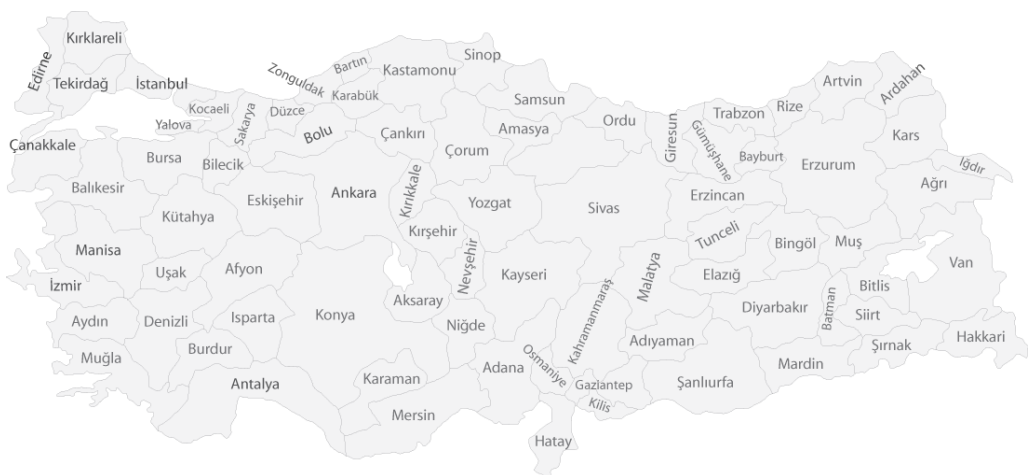 Kırklareli
Edirne
Tekirdağ
İstanbul
Kocaeli
Yalova
Sakarya
Düzce
Zonguldak
Bartın
Karabük
Kastamonu
Sinop
Samsun
Ordu
Giresun
Trabzon
Gümüşhane
Rize
Artvin
Ardahan
Çanakkale
Bursa
Bilecik
Bolu
Çankırı
Çorum
Amasya
Bayburt
Erzurum
Kars
Iğdır
Ağrı
Balıkesir
Kütahya
Eskişehir
Ankara
Kırıkkale
Yozgat
Sivas
Erzincan
Tunceli
Bingöl
Muş
Manisa
Uşak
Afyon
Kırşehir
Nevşehir
Kayseri
Malatya
Elazığ
Bitlis
Van
İzmir
Aydın
Denizli
Isparta
Konya
Aksaray
Niğde
Kahramanmaraş
Adıyaman
Diyarbakır
Batman
Siirt
Şırnak
Hakkari
Muğla
Burdur
Antalya
Karaman
Mersin
Adana
Osmaniye
Gaziantep
Kilis
Şanlıurfa
Mardin
Hatay